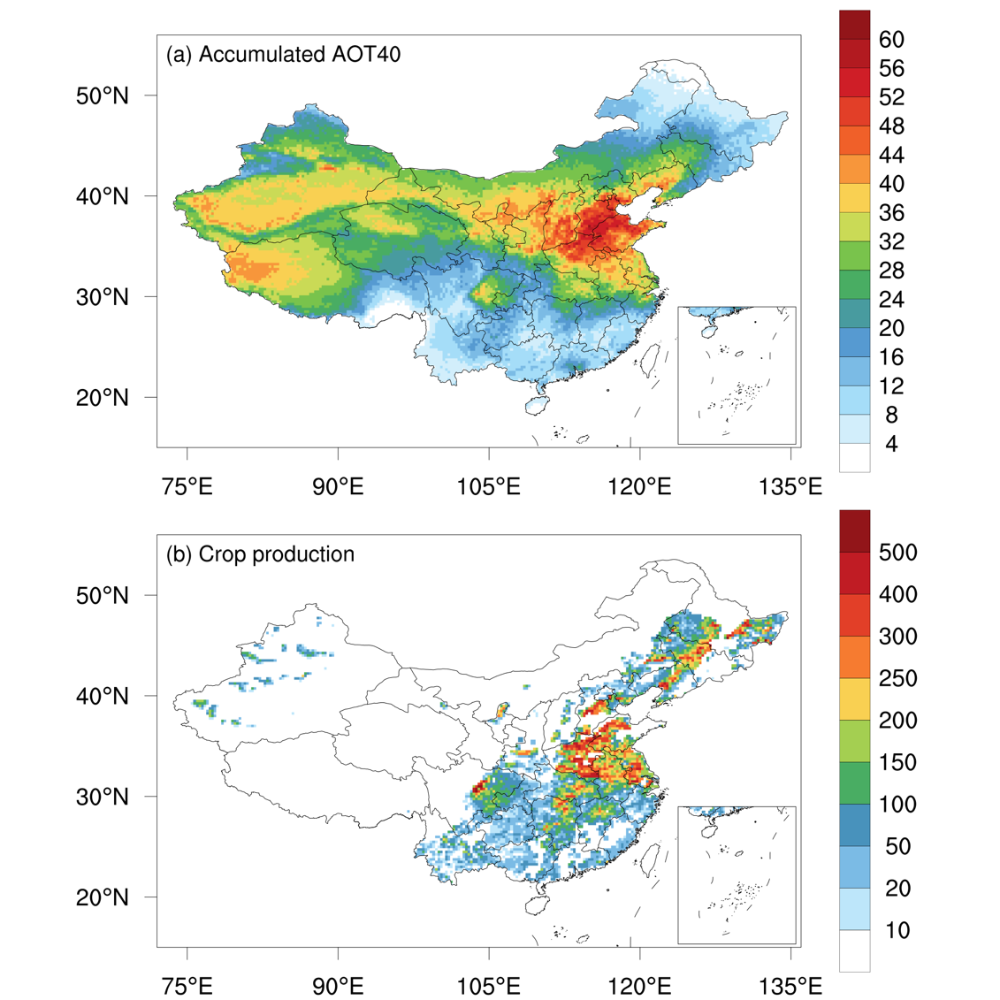 (a) Accumulated AOT40
50°N
40°N
30°N
20°N
75°E 90°E 105°E 120°E 135°E
60
56
52
48
44
40
36
32
28
24
20
16
12
8
4
(b) Crop production
50°N
40°N
30°N
20°N
75°E 90°E 105°E 120°E 135°E
500
400
300
250
200
150
100
50
20
10